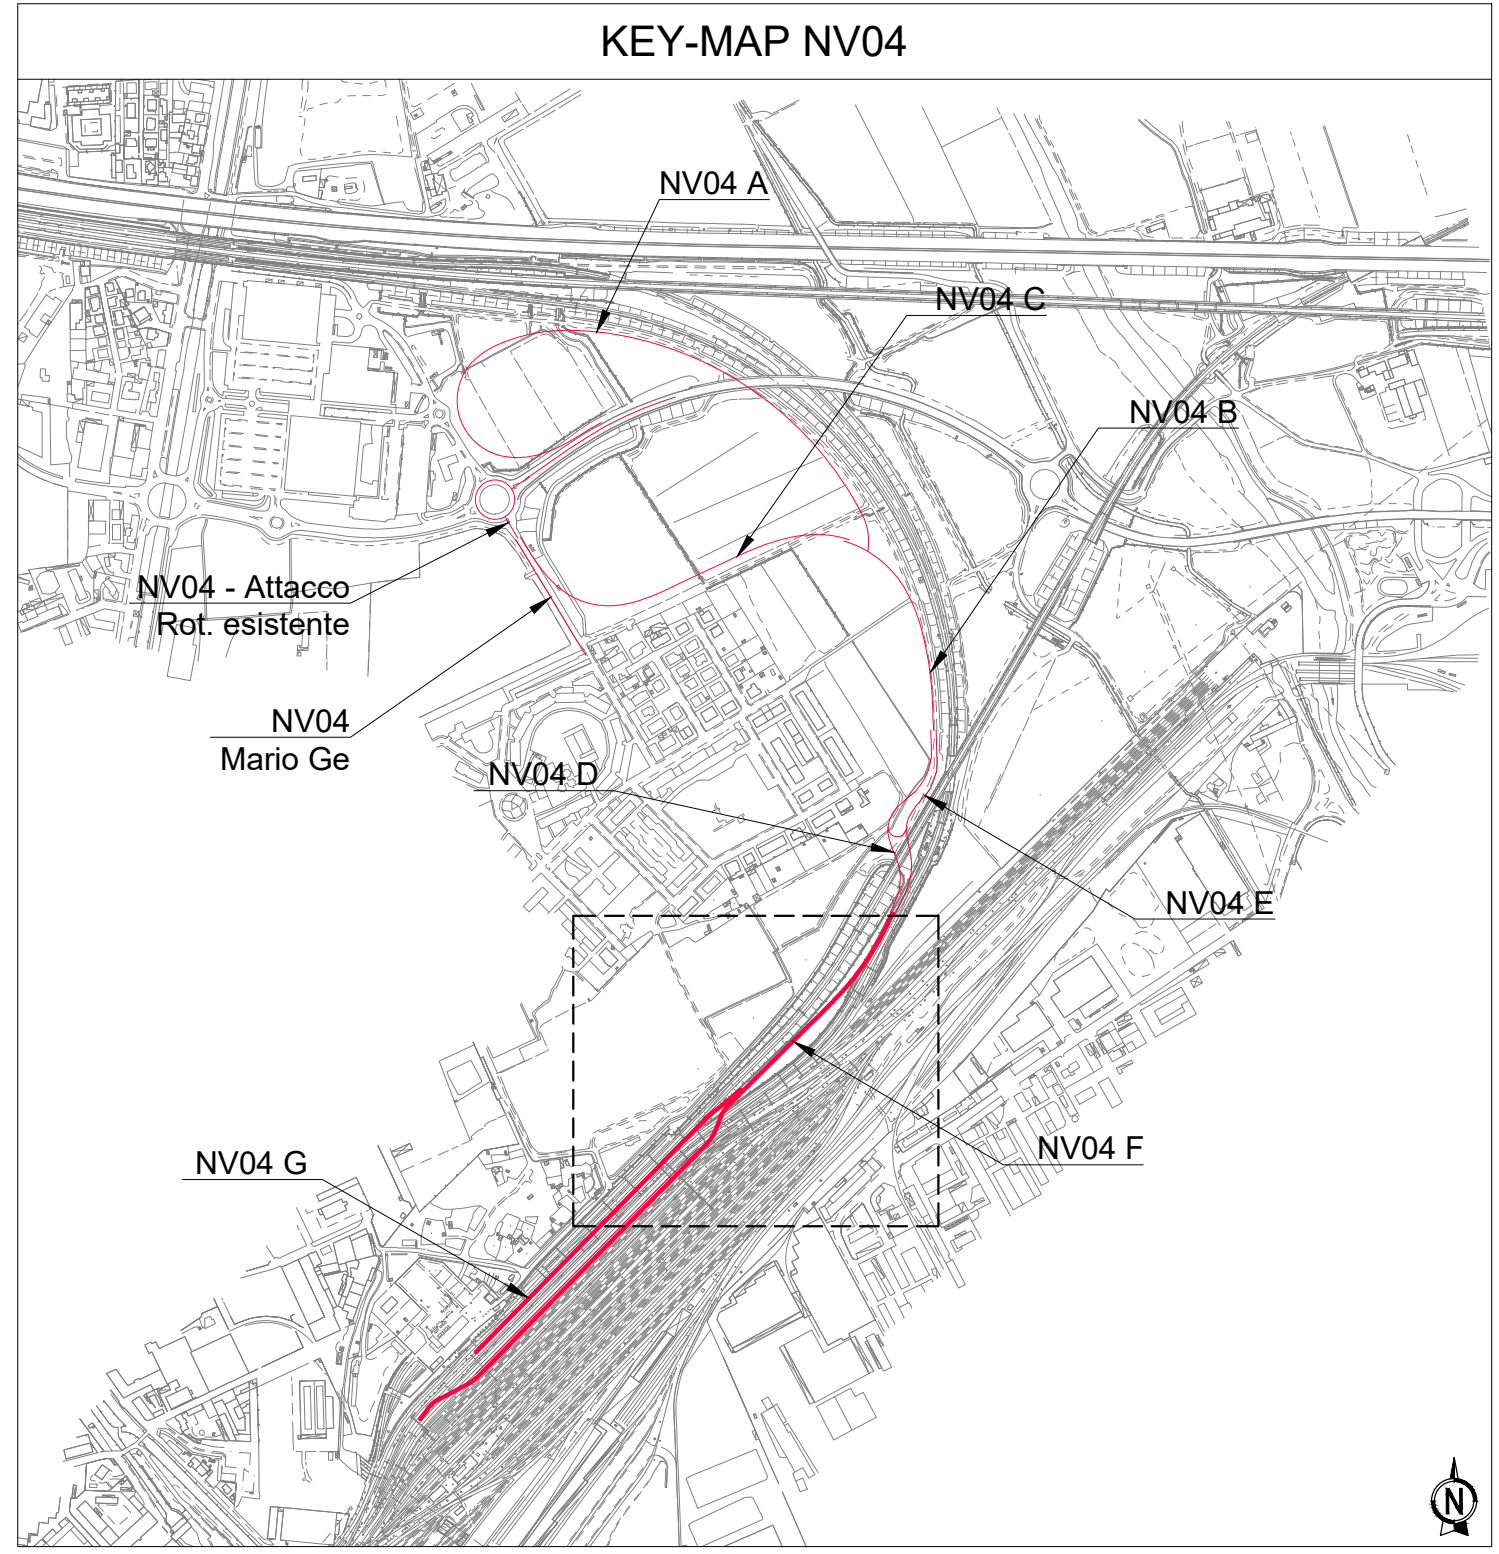 KEY-MAP NV04
NV04 A
NV04 C
NV04 B
NV04 - Attacco
Rot. esistente
NV04
Mario Ge
NV04 D
NV04 E
NV04 F
NV04 G
N